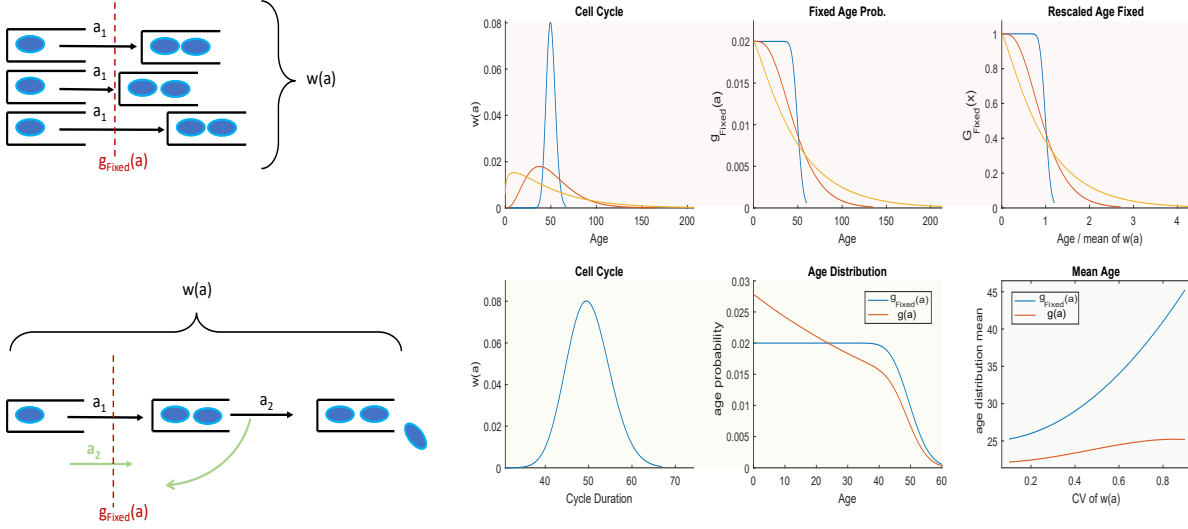 a1
a1
a1
gFixed(a)
w(a)
Cell Cycle
w(a)
0.08
0.06
0.04
0.02
0
0 50 100 150 200
Age
Fixed Age Prob.
gFixed(a)
0.02
0.015
0.01
0.005
0
0 50 100 150 200
Age
Rescaled Age Fixed
GFixed(x)
1
0.8
0.6
0.4
0.2
0
0 1 2 3 4
Age / mean of w(a)
w(a)
a1
a2
a2
gFixed(a)
Cell Cycle
w(a)
0.08
0.06
0.04
0.02
0
40 50 60 70
Cycle Duration
Age Distribution
age probability
0.03
0.025
0.02
0.015
0.01
0.005
0
0 10 20 30 40 50 60
Age
gFixed(a)
g(a)
Mean Age
age distribution mean
45
40
35
30
25
0.2 0.4 0.6 0.8
CV of w(a)
gFixed(a)
g(a)